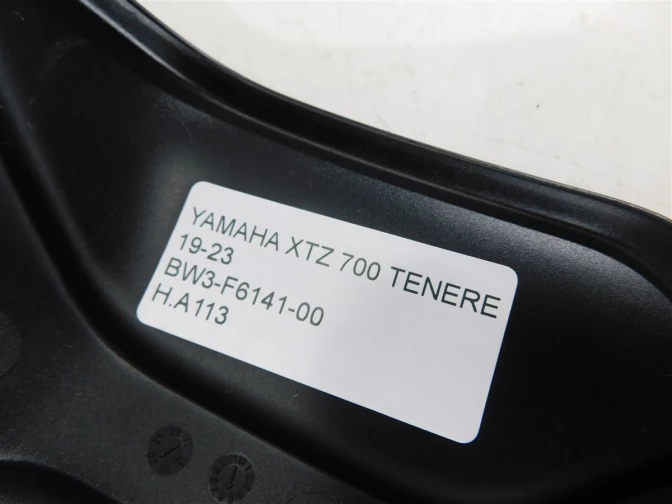 YAMAHA XTZ 700 TENERE
19-23
BW3-F6141-00
H.A113